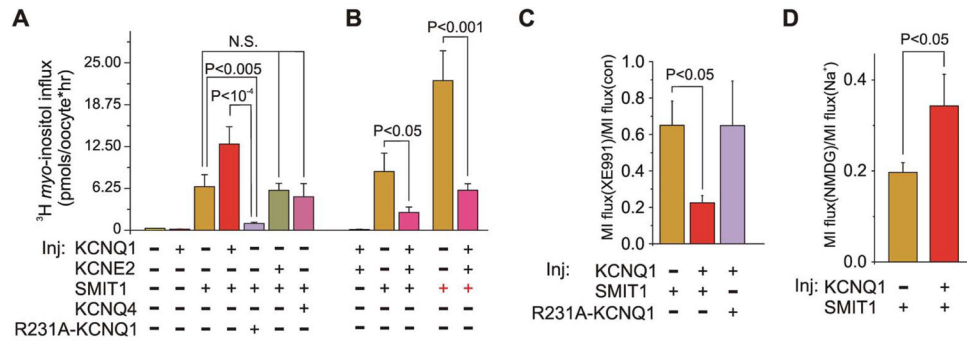 A
³H myo-inositol influx
(pmols/oocyte*hr)
25.00
18.75
12.50
6.25
0
N.S.
P<0.005
P<10⁻⁴
Inj: KCNQ1 − + − + − − −
KCNE2 − − − − − + −
SMIT1 − − + + + + +
KCNQ4 − − − − − − +
R231A-KCNQ1 − − − − + − −
B
P<0.001
P<0.05
+ − + − +
+ − + − +
− + + + +
− − − − −
− − − − −
C
MI flux(XE991)/MI flux(con)
1.0
0.8
0.6
0.4
0.2
0.0
P<0.05
Inj: KCNQ1 − + +
SMIT1 + + −
R231A-KCNQ1 − − +
D
MI flux(NMDG)/MI flux(Na⁺)
0.4
0.2
0.0
P<0.05
Inj: KCNQ1 − +
SMIT1 + +